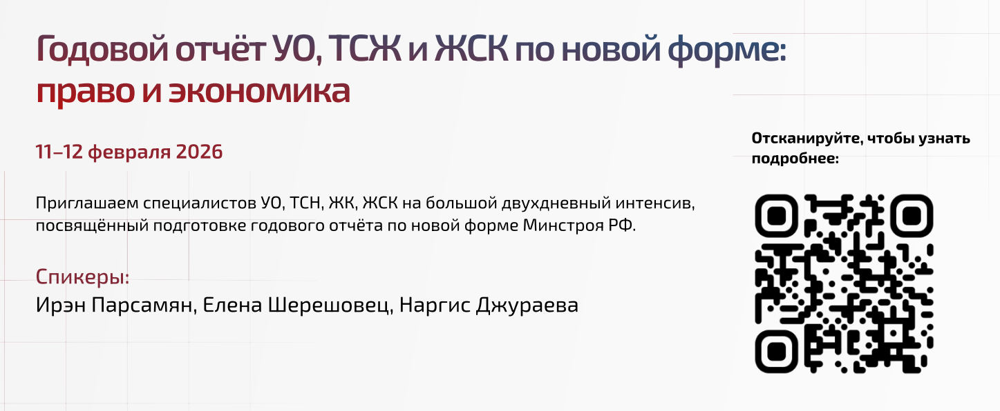 Годовой отчёт УО, ТСЖ и ЖСК по новой форме:
право и экономика
11–12 февраля 2026
Приглашаем специалистов УО, ТСН, ЖК, ЖСК на большой двухдневный интенсив,
посвящённый подготовке годового отчёта по новой форме Минстроя РФ.
Спикеры:
Ирэн Парсамян, Елена Шерешовец, Наргис Джураева
Отсканируйте, чтобы узнать
подробнее: